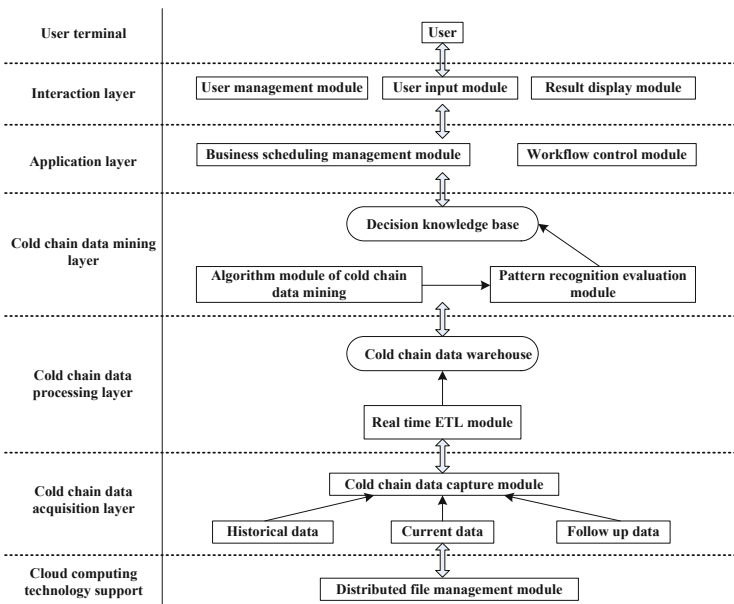 User terminal
User
Interaction layer
User management module
User input module
Result display module
Application layer
Business scheduling management module
Workflow control module
Cold chain data mining
layer
Decision knowledge base
Algorithm module of cold chain
data mining
Pattern recognition evaluation
module
Cold chain data
processing layer
Cold chain data warehouse
Real time ETL module
Cold chain data
acquisition layer
Cold chain data capture module
Historical data
Current data
Follow up data
Cloud computing
technology support
Distributed file management module